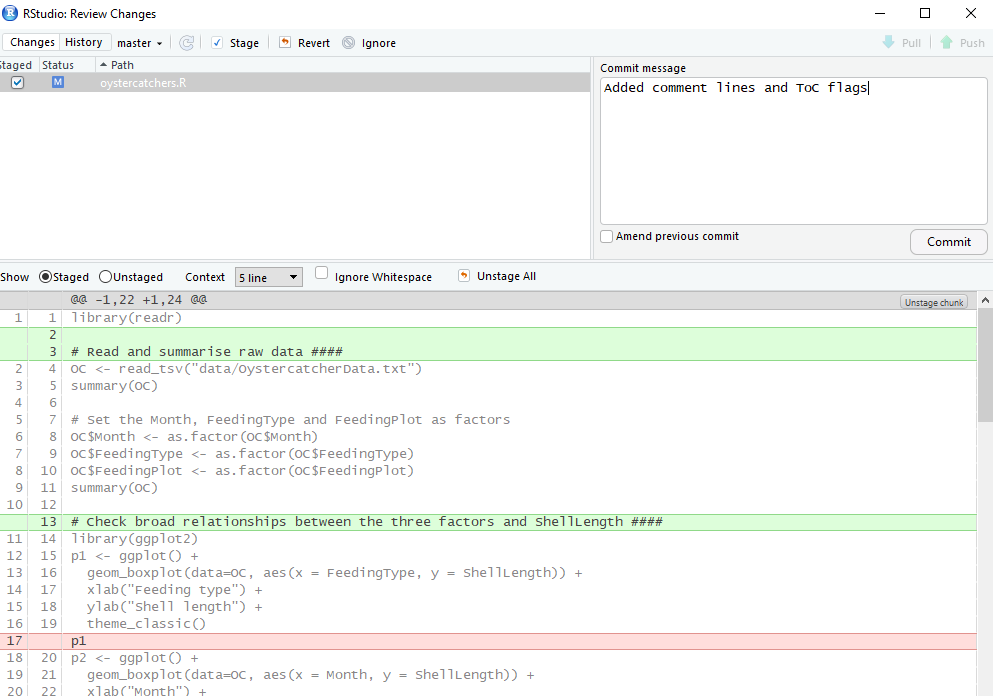 RStudio: Review Changes
Changes History master Stage Revert Ignore Pull Push
Staged Status Path
M oystercatchers.R
Commit message
Added comment lines and ToC flags
Amend previous commit
Commit
Show Staged Unstaged Context 5 line Ignore Whitespace Unstage All
@@ -1,22 +1,24 @@ Unstage chunk
1 1 library(readr)
2
3 # Read and summarise raw data ####
2 4 OC <- read_tsv("data/OystercatcherData.txt")
3 5 summary(OC)
4 6
5 7 # Set the Month, FeedingType and FeedingPlot as factors
6 8 OC$Month <- as.factor(OC$Month)
7 9 OC$FeedingType <- as.factor(OC$FeedingType)
8 10 OC$FeedingPlot <- as.factor(OC$FeedingPlot)
9 11 summary(OC)
10 12
13 # Check broad relationships between the three factors and ShellLength ####
11 14 library(ggplot2)
12 15 p1 <- ggplot() +
13 16 geom_boxplot(data=OC, aes(x = FeedingType, y = ShellLength)) +
14 17 xlab("Feeding type") +
15 18 ylab("Shell length") +
16 19 theme_classic()
17 p1
18 20 p2 <- ggplot() +
19 21 geom_boxplot(data=OC, aes(x = Month, y = ShellLength)) +
20 22 xlab("Month") +